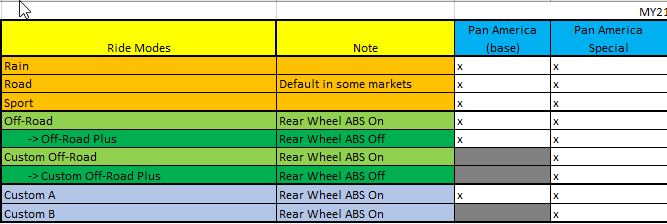 MY21
Ride Modes Note Pan America (base) Pan America Special
Rain x x
Road Default in some markets x x
Sport x x
Off-Road Rear Wheel ABS On x x
-> Off-Road Plus Rear Wheel ABS Off x x
Custom Off-Road Rear Wheel ABS On x
-> Custom Off-Road Plus Rear Wheel ABS Off x
Custom A Rear Wheel ABS On x x
Custom B Rear Wheel ABS On x